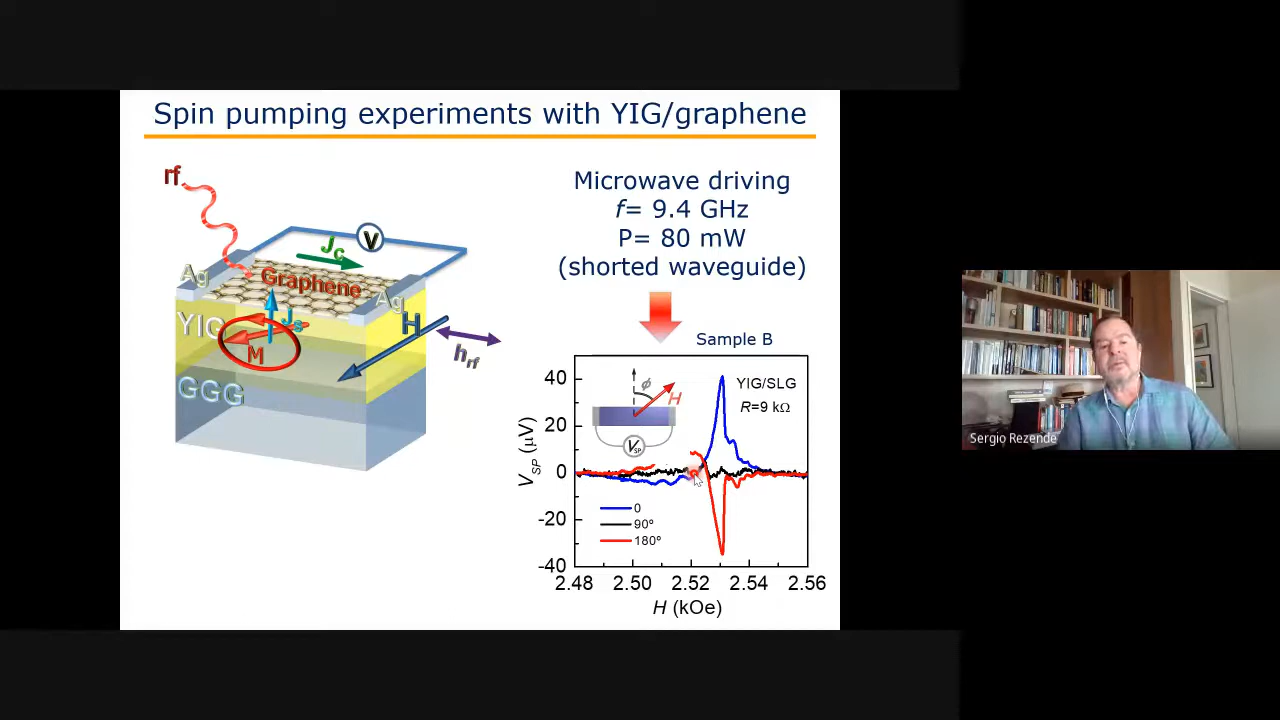 Spin pumping experiments with YIG/graphene
rf
V
Jc
Ag
Graphene
Ag
YIG
Js
H
M
hrf
GGG
Microwave driving
f= 9.4 GHz
P= 80 mW
(shorted waveguide)
Sample B
40
20
0
-20
-40
VSP (μV)
ϕ
H
VSP
YIG/SLG
R=9 kΩ
0
90º
180º
2.48 2.50 2.52 2.54 2.56
H (kOe)
Sergio Rezende